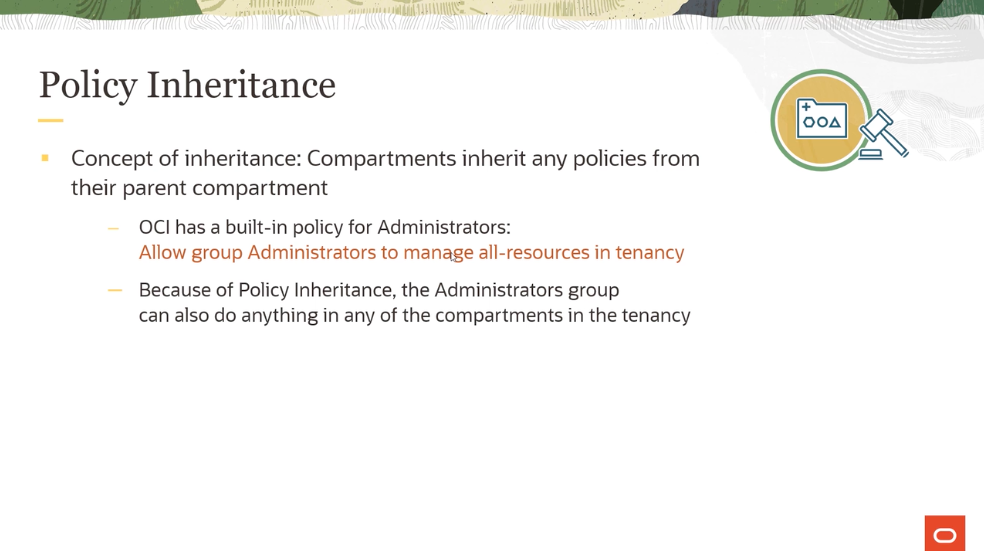 Policy Inheritance
Concept of inheritance: Compartments inherit any policies from
their parent compartment
OCI has a built-in policy for Administrators:
Allow group Administrators to manage all-resources in tenancy
Because of Policy Inheritance, the Administrators group
can also do anything in any of the compartments in the tenancy